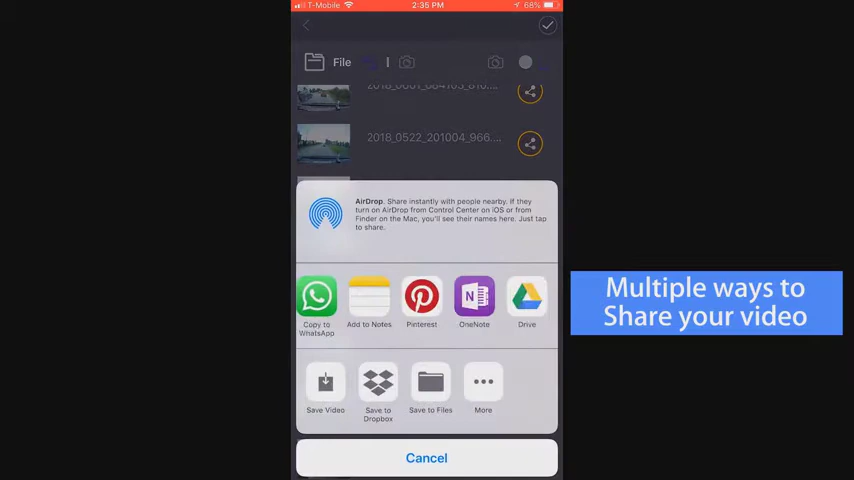 T-Mobile
2:35 PM
68%
File
2018_0601_084103_810....
2018_0522_201004_966....
AirDrop. Share instantly with people nearby. If they
turn on AirDrop from Control Center on iOS or from
Finder on the Mac, you'll see their names here. Just tap
to share.
Copy to
WhatsApp
Add to Notes
Pinterest
OneNote
Drive
Multiple ways to
Share your video
Save Video
Save to
Dropbox
Save to Files
More
Cancel